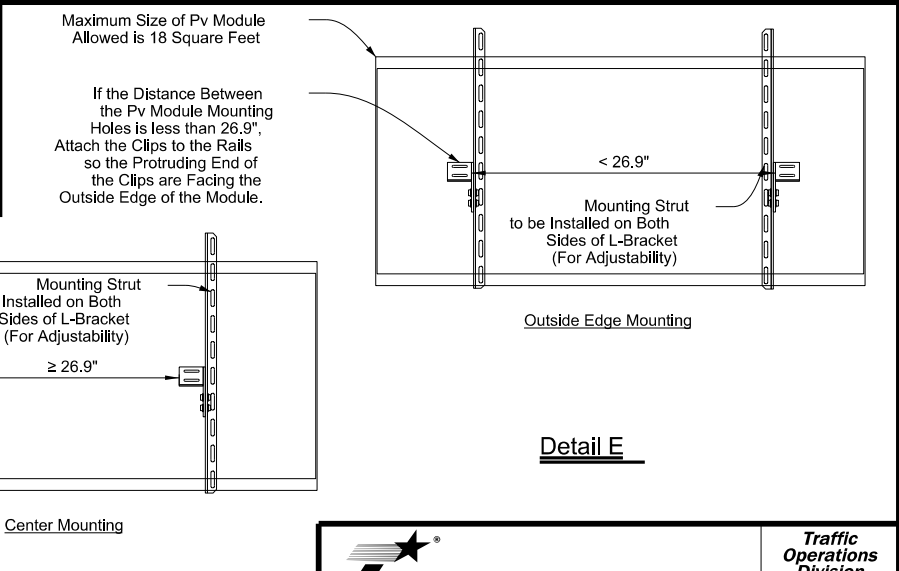 Maximum Size of Pv Module
Allowed is 18 Square Feet
If the Distance Between
the Pv Module Mounting
Holes is less than 26.9",
Attach the Clips to the Rails
so the Protruding End of
the Clips are Facing the
Outside Edge of the Module.
< 26.9"
Mounting Strut
to be Installed on Both
Sides of L-Bracket
(For Adjustability)
Outside Edge Mounting
Mounting Strut
Installed on Both
Sides of L-Bracket
(For Adjustability)
≥ 26.9"
Center Mounting
Detail E
®
Traffic
Operations
Division